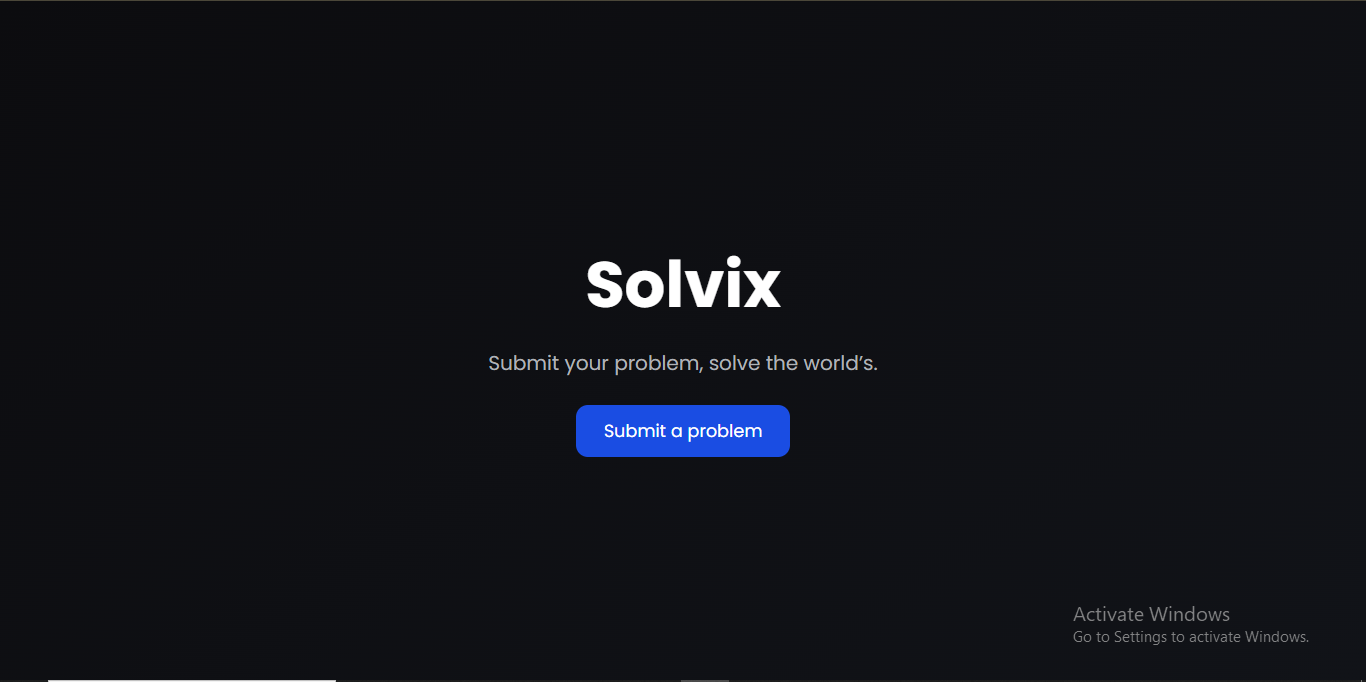 Solvix
Submit your problem, solve the world’s.
Submit a problem
Activate Windows
Go to Settings to activate Windows.